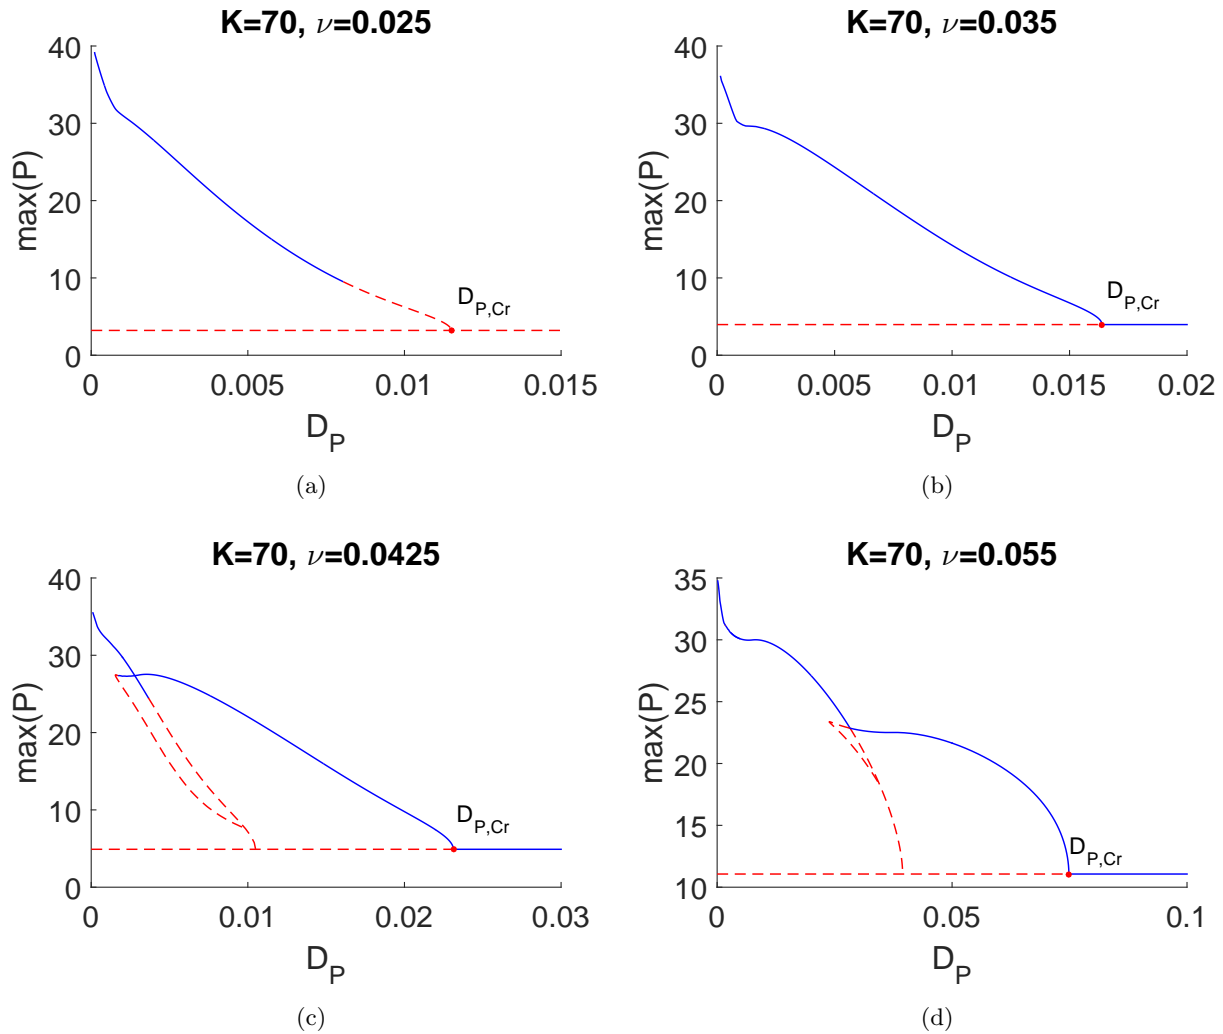 K=70, ν=0.025
40
30
20
10
0
max(P)
D_P,Cr
0
0.005
0.01
0.015
D_P
(a)
K=70, ν=0.035
40
30
20
10
0
max(P)
D_P,Cr
0
0.005
0.01
0.015
0.02
D_P
(b)
K=70, ν=0.0425
40
30
20
10
0
max(P)
D_P,Cr
0
0.01
0.02
0.03
D_P
(c)
K=70, ν=0.055
35
30
25
20
15
10
max(P)
D_P,Cr
0
0.05
0.1
D_P
(d)